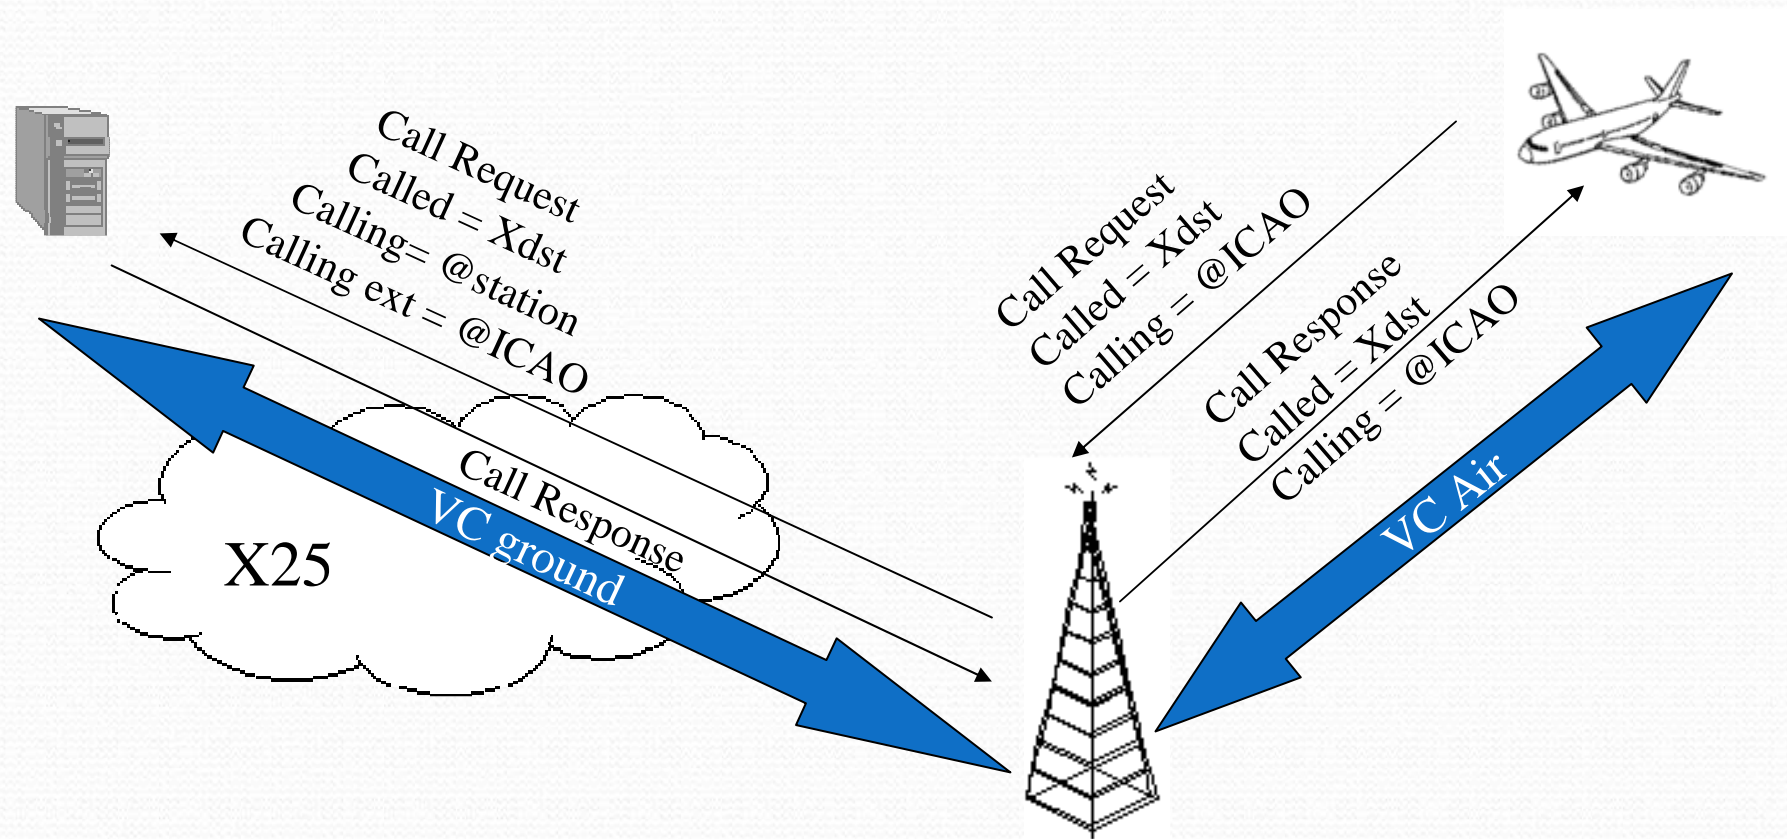 Call Request
Called = Xdst
Calling= @station
Calling ext = @ICAO
Call Request
Called = Xdst
Calling = @ICAO
Call Response
Called = Xdst
Calling = @ICAO
Call Response
VC ground
VC Air
X25